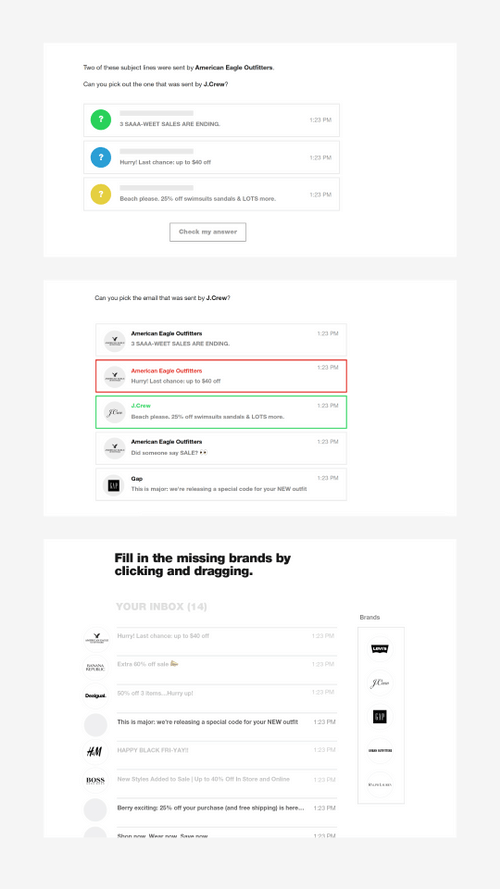 Two of these subject lines were sent by American Eagle Outfitters.
Can you pick out the one that was sent by J.Crew?
?
3 SAAA-WEET SALES ARE ENDING.
1:23 PM
?
Hurry! Last chance: up to $40 off
1:23 PM
?
Beach please. 25% off swimsuits sandals & LOTS more.
1:23 PM
Check my answer
Can you pick the email that was sent by J.Crew?
American Eagle Outfitters
1:23 PM
3 SAAA-WEET SALES ARE ENDING.
American Eagle Outfitters
1:23 PM
Hurry! Last chance: up to $40 off
J.Crew
J.Crew
1:23 PM
Beach please. 25% off swimsuits sandals & LOTS more.
American Eagle Outfitters
1:23 PM
Did someone say SALE? 👀
GAP
Gap
1:23 PM
This is major: we're releasing a special code for your NEW outfit
Fill in the missing brands by
clicking and dragging.
YOUR INBOX (14)
Brands
Hurry! Last chance: up to $40 off
1:23 PM
BANANA REPUBLIC
Extra 50% off sale
1:23 PM
Desigual.
50% off 3 items...Hurry up!
1:23 PM
This is major: we're releasing a special code for your NEW outfit
1:23 PM
H&M
HAPPY BLACK FRI-YAY!!
1:23 PM
BOSS
New Styles Added to Sale | Up to 40% Off In Store and Online
1:23 PM
Berry exciting: 25% off your purchase (and free shipping) is here...
1:23 PM
Shop now. Wear now. Save now.
1:23 PM
LEVI'S
J.Crew
GAP
URBAN OUTFITTERS